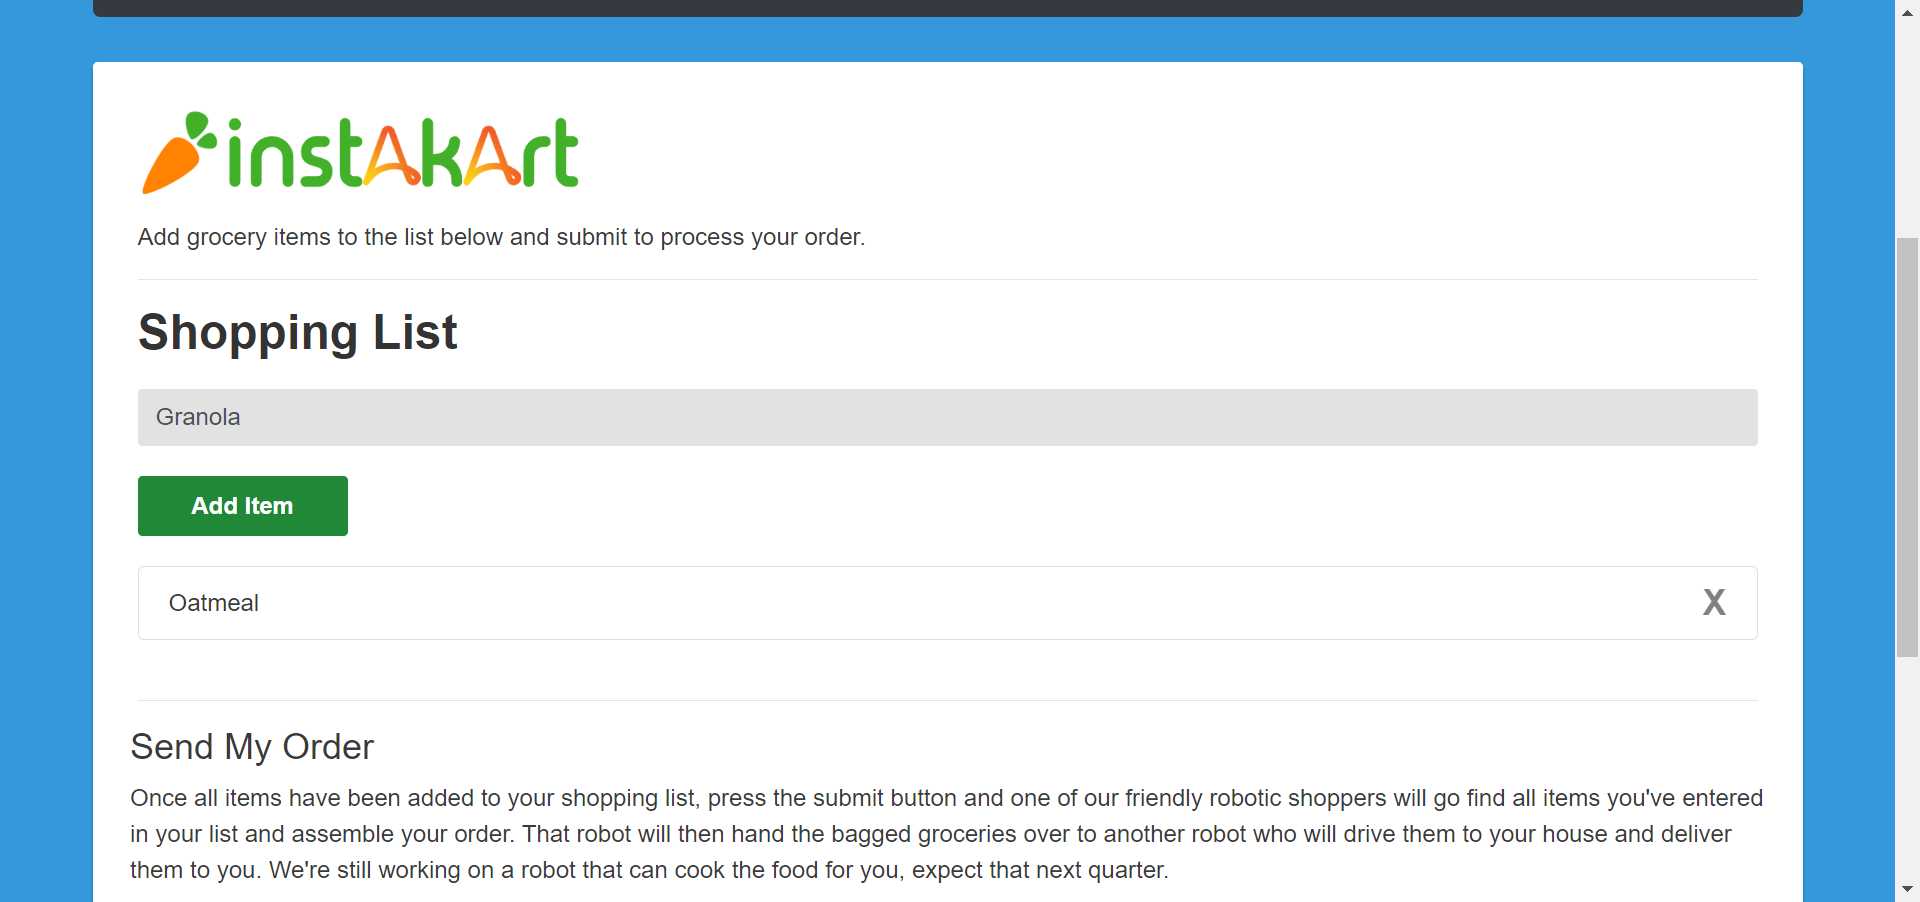 instAkArt
Add grocery items to the list below and submit to process your order.
Shopping List
Granola
Add Item
Oatmeal
X
Send My Order
Once all items have been added to your shopping list, press the submit button and one of our friendly robotic shoppers will go find all items you've entered
in your list and assemble your order. That robot will then hand the bagged groceries over to another robot who will drive them to your house and deliver
them to you. We're still working on a robot that can cook the food for you, expect that next quarter.